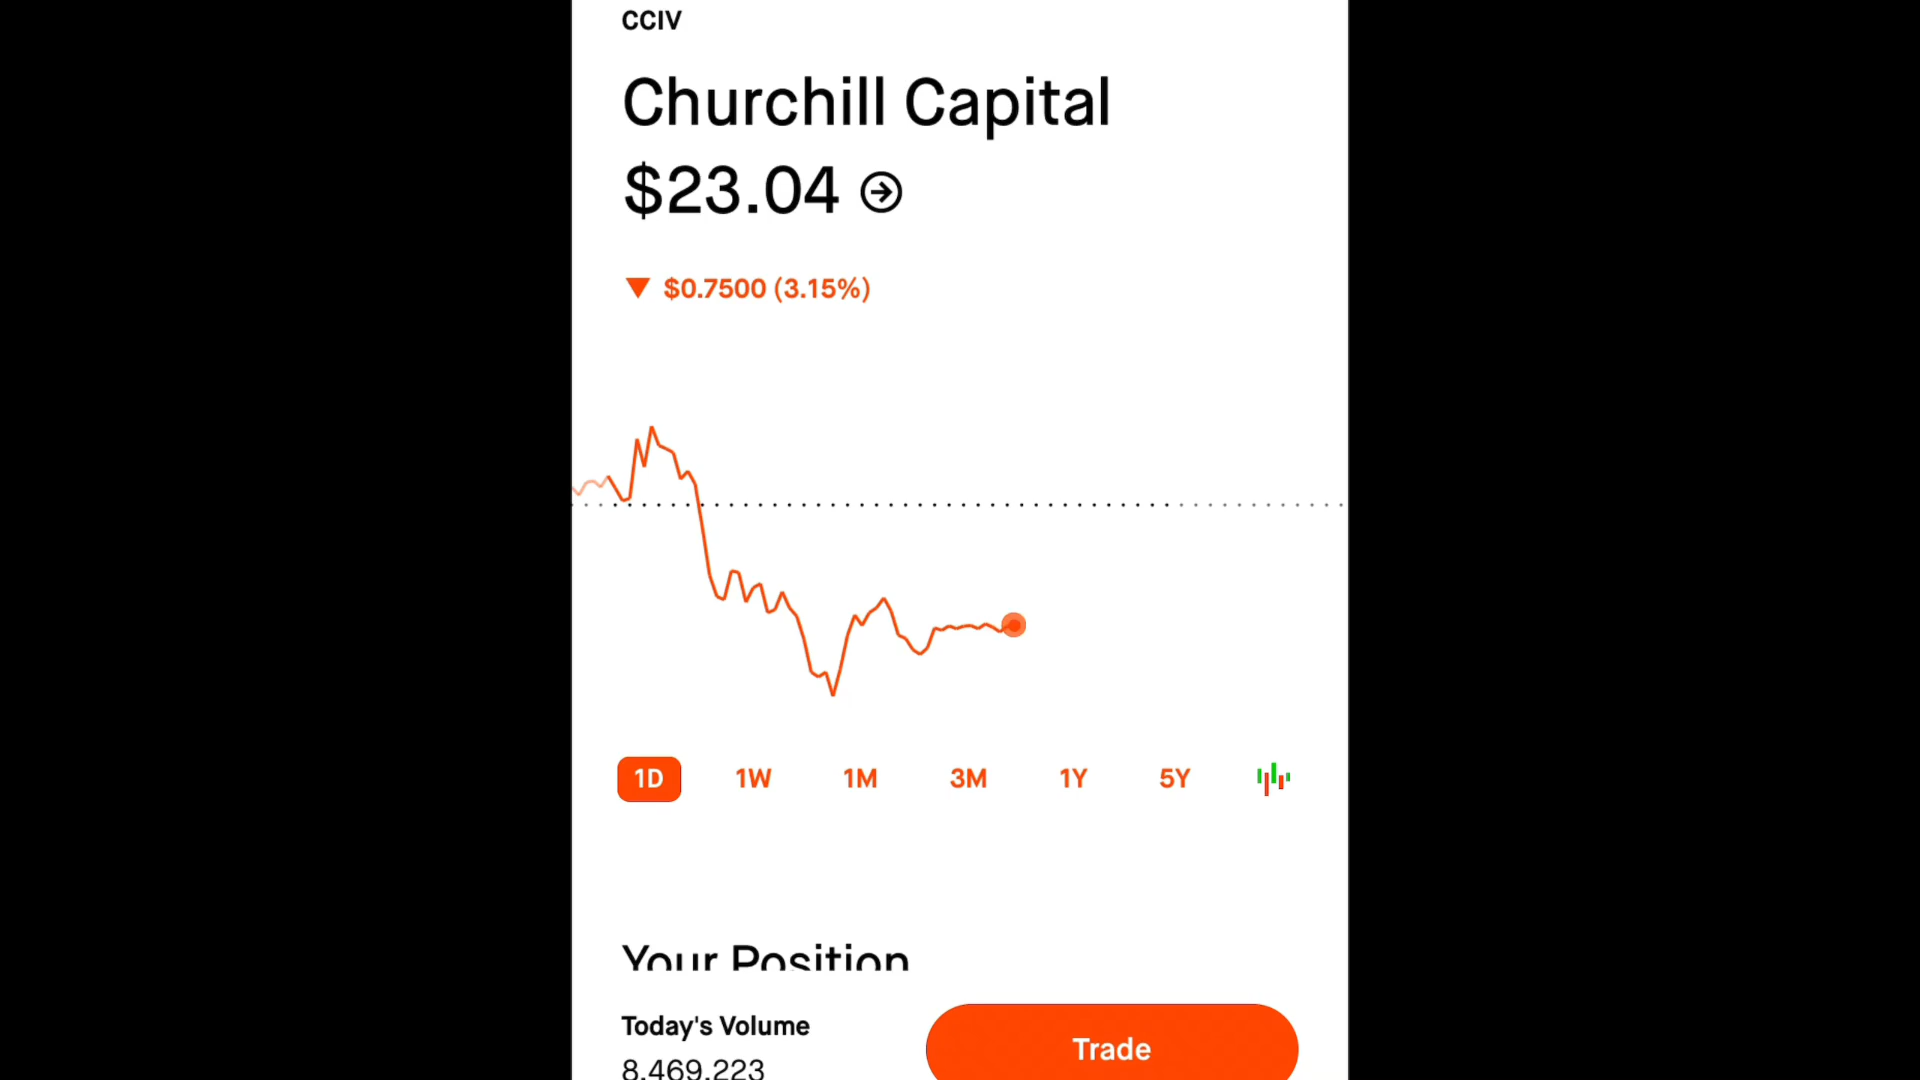 CCIV
Churchill Capital
$23.04
$0.7500 (3.15%)
1D 1W 1M 3M 1Y 5Y
Your Position
Today's Volume
8,469,223
Trade